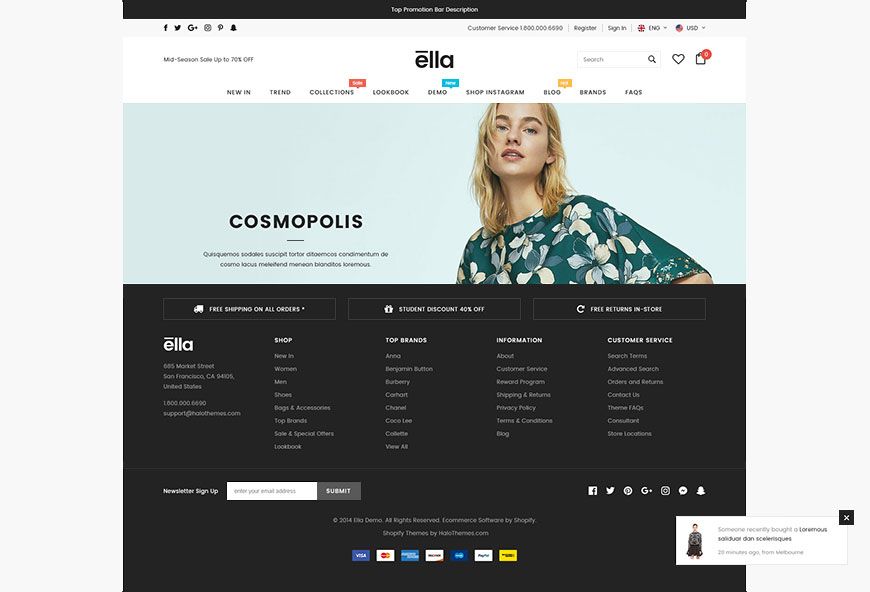 Top Promotion Bar Description
Customer Service 1.800.000.6690
Register
Sign In
ENG
USD
Mid-Season Sale Up to 70% OFF
ella
Search
0
Sale
New
Hot
NEW IN
TREND
COLLECTIONS
LOOKBOOK
DEMO
SHOP INSTAGRAM
BLOG
BRANDS
FAQS
COSMOPOLIS
Quisquemos sodales suscipit tortor ditaemcos condimentum de
cosmo lacus meleifend menean blanditos loremous.
FREE SHIPPING ON ALL ORDERS *
STUDENT DISCOUNT 40% OFF
FREE RETURNS IN-STORE
ella
685 Market Street
San Francisco, CA 94105,
United States
1.800.000.6690
support@halothemes.com
SHOP
New In
Women
Men
Shoes
Bags & Accessories
Top Brands
Sale & Special Offers
Lookbook
TOP BRANDS
Anna
Benjamin Button
Burberry
Carhart
Chanel
Coco Lee
Collette
View All
INFORMATION
About
Customer Service
Reward Program
Shipping & Returns
Privacy Policy
Terms & Conditions
Blog
CUSTOMER SERVICE
Search Terms
Advanced Search
Orders and Returns
Contact Us
Theme FAQs
Consultant
Store Locations
Newsletter Sign Up
enter your email address
SUBMIT
© 2014 Ella Demo. All Rights Reserved. Ecommerce Software by Shopify.
Shopify Themes by HaloThemes.com
VISA
PayPal
Someone recently bought a Loremous
saliduar dan scelerisques
20 minutes ago, from Melbourne